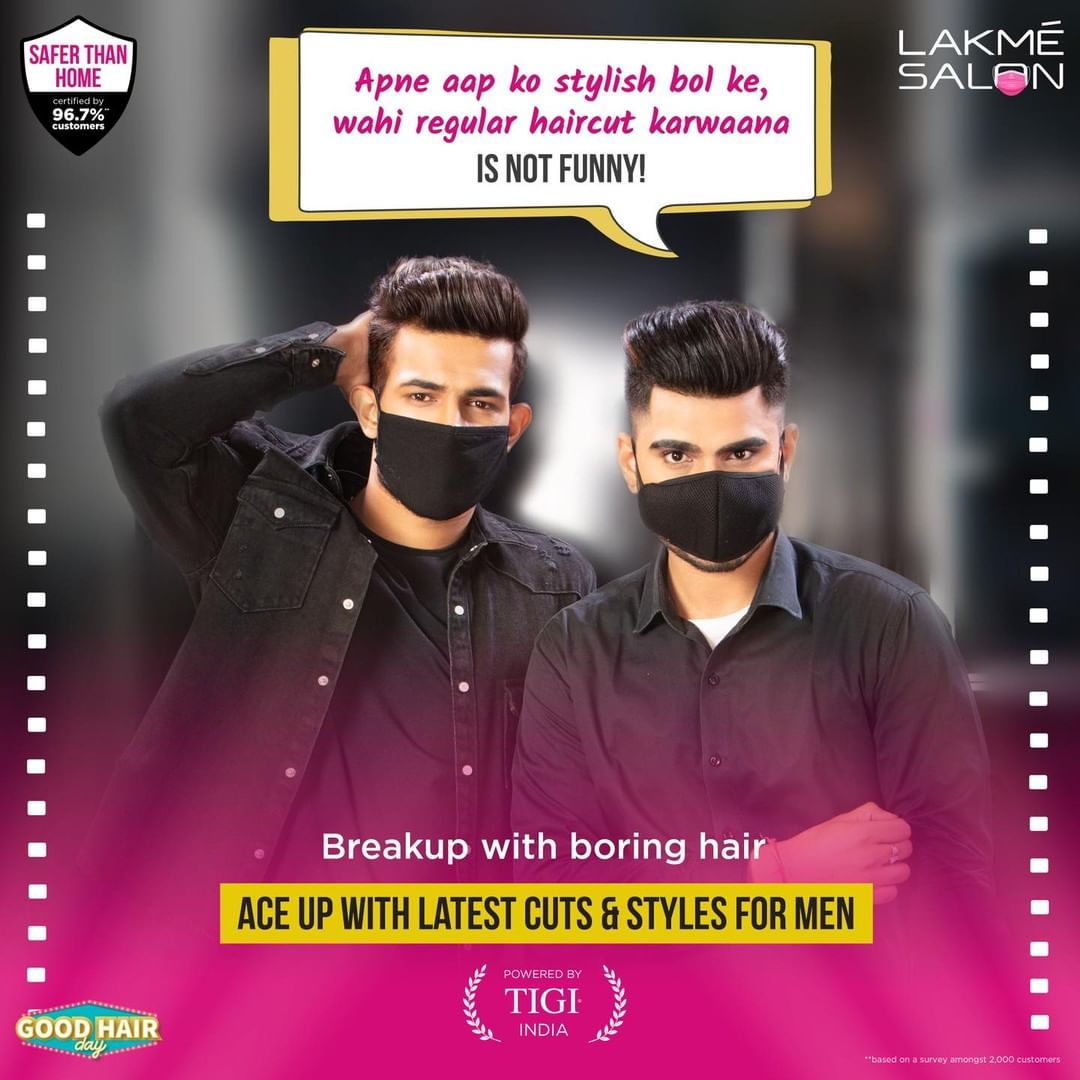 SAFER THAN
HOME
certified by
96.7%**
customers
LAKMÉ
SALON
Apne aap ko stylish bol ke,
wahi regular haircut karwaana
IS NOT FUNNY!
Breakup with boring hair
ACE UP WITH LATEST CUTS & STYLES FOR MEN
POWERED BY
TIGI
INDIA
GOOD HAIR
day
**based on a survey amongst 2,000 customers